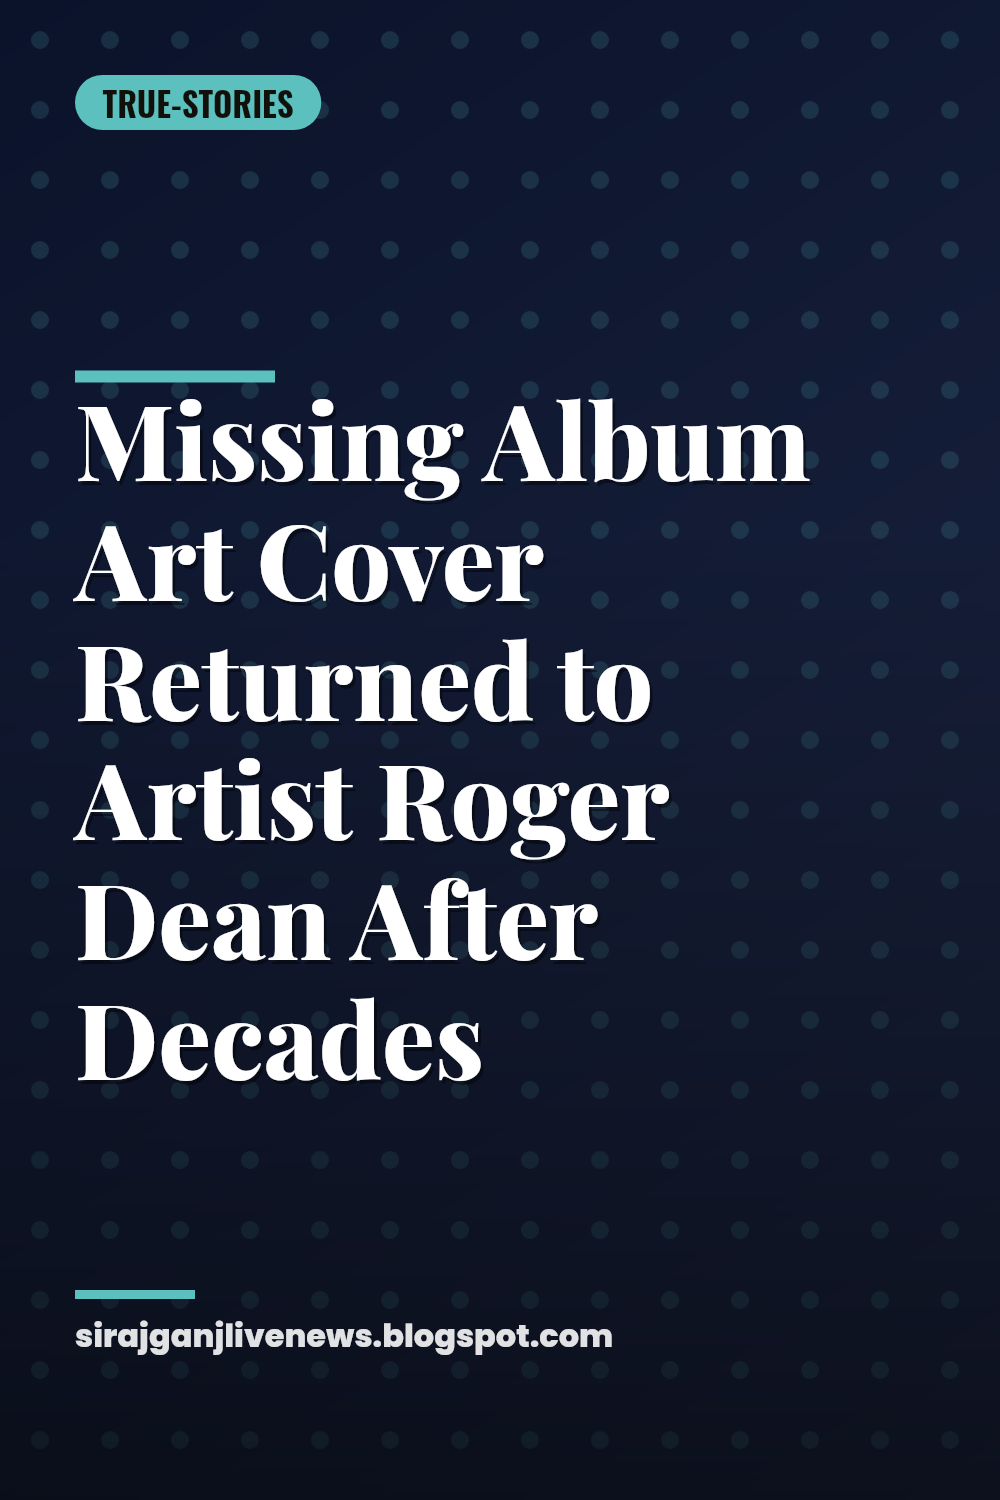 TRUE-STORIES
Missing Album
Art Cover
Returned to
Artist Roger
Dean After
Decades
sirajganjlivenews.blogspot.com